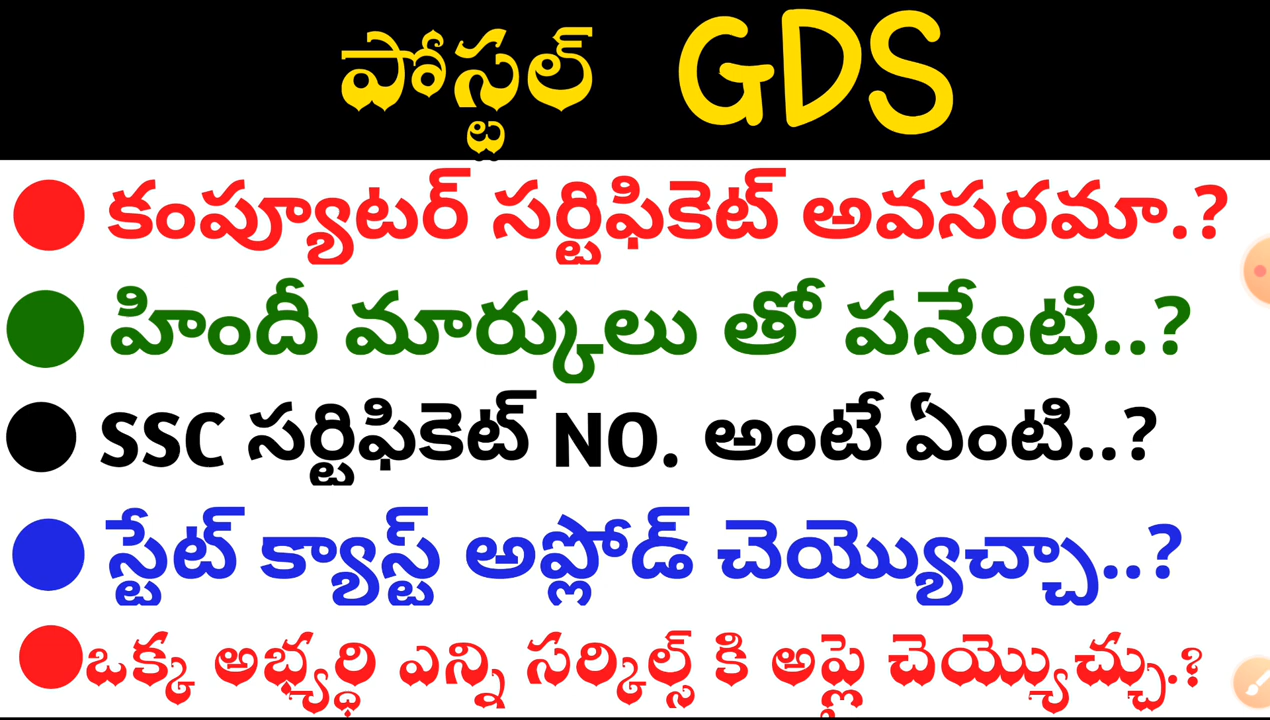 పోస్టల్ GDS
కంప్యూటర్ సర్టిఫికెట్ అవసరమా.?
హిందీ మార్కులు తో పనేంటి..?
SSC సర్టిఫికెట్ NO. అంటే ఏంటి..?
స్టేట్ క్యాస్ట్ అప్లోడ్ చెయ్యొచ్చా..?
ఒక్క అభ్యర్థి ఎన్ని సర్కిల్స్ కి అప్లై చెయ్యొచ్చు.?